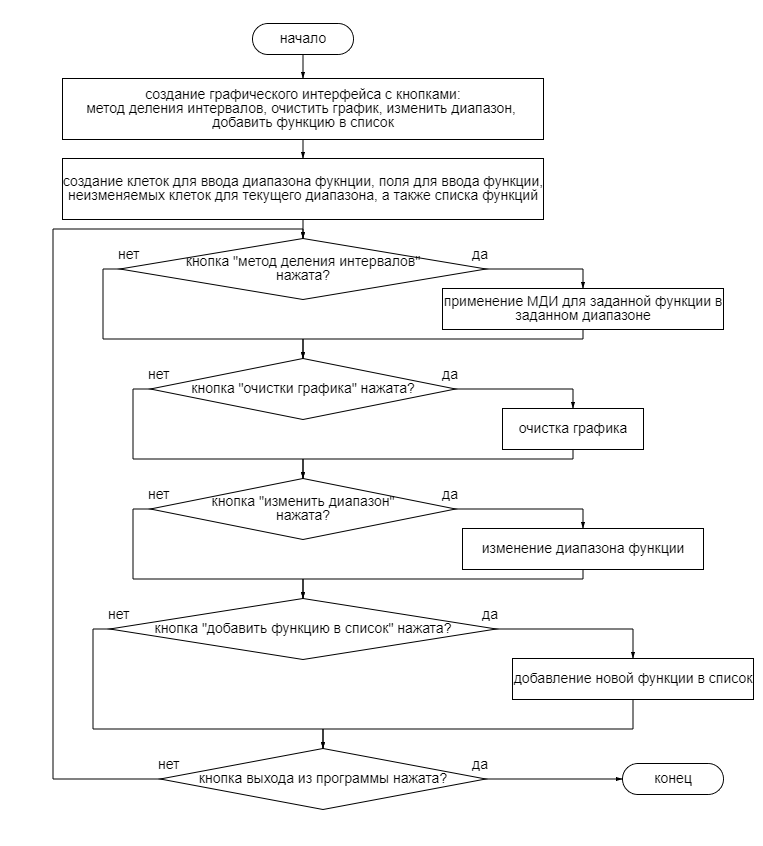 начало
создание графического интерфейса с кнопками:
метод деления интервалов, очистить график, изменить диапазон,
добавить функцию в список
создание клеток для ввода диапазона фукнции, поля для ввода функции,
неизменяемых клеток для текущего диапазона, а также списка функций
нет
да
кнопка "метод деления интервалов"
нажата?
применение МДИ для заданной функции в
заданном диапазоне
нет
да
кнопка "очистки графика" нажата?
очистка графика
нет
да
кнопка "изменить диапазон"
нажата?
изменение диапазона функции
нет
да
кнопка "добавить функцию в список" нажата?
добавление новой функции в список
нет
да
кнопка выхода из программы нажата?
конец